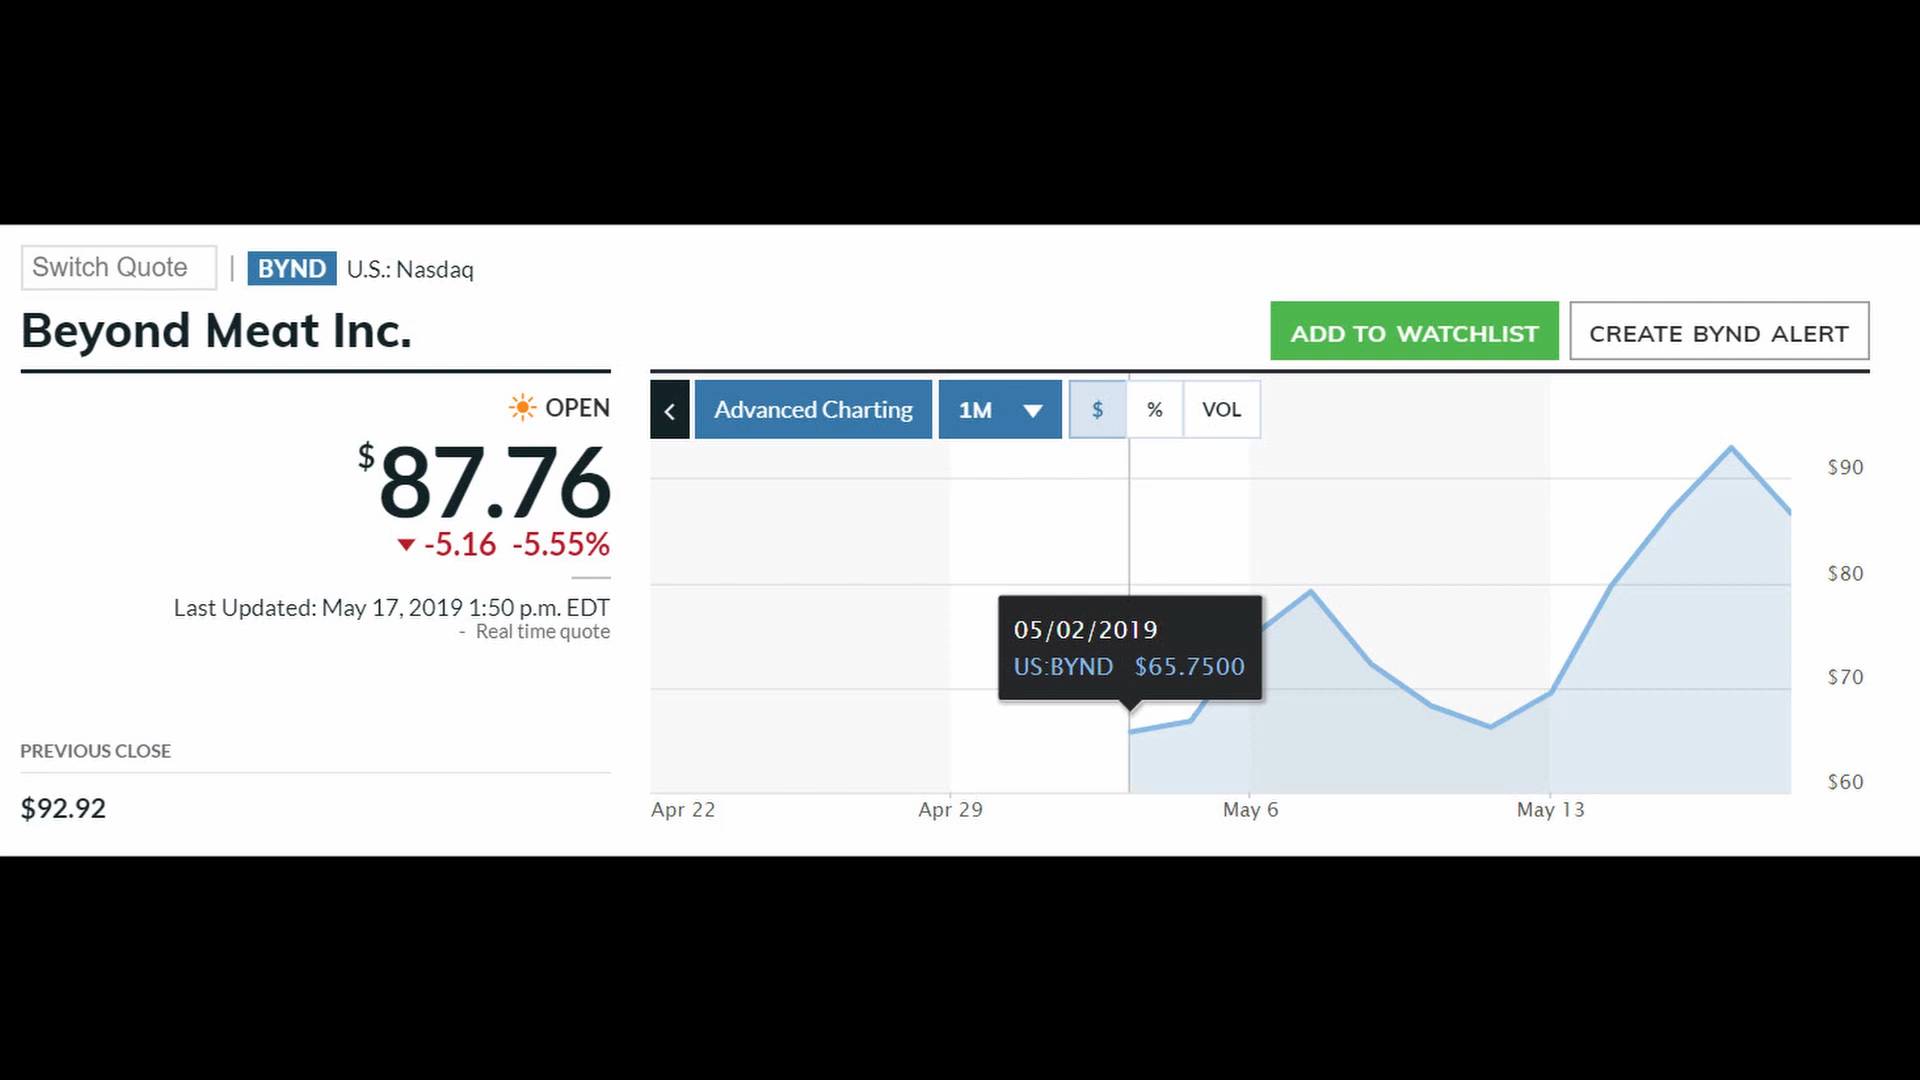 Switch Quote | BYND U.S.: Nasdaq
Beyond Meat Inc.
ADD TO WATCHLIST CREATE BYND ALERT
OPEN
$87.76
-5.16 -5.55%
Last Updated: May 17, 2019 1:50 p.m. EDT
- Real time quote
PREVIOUS CLOSE
$92.92
< Advanced Charting 1M $ % VOL
05/02/2019
US:BYND $65.7500
$90
$80
$70
$60
Apr 22 Apr 29 May 6 May 13